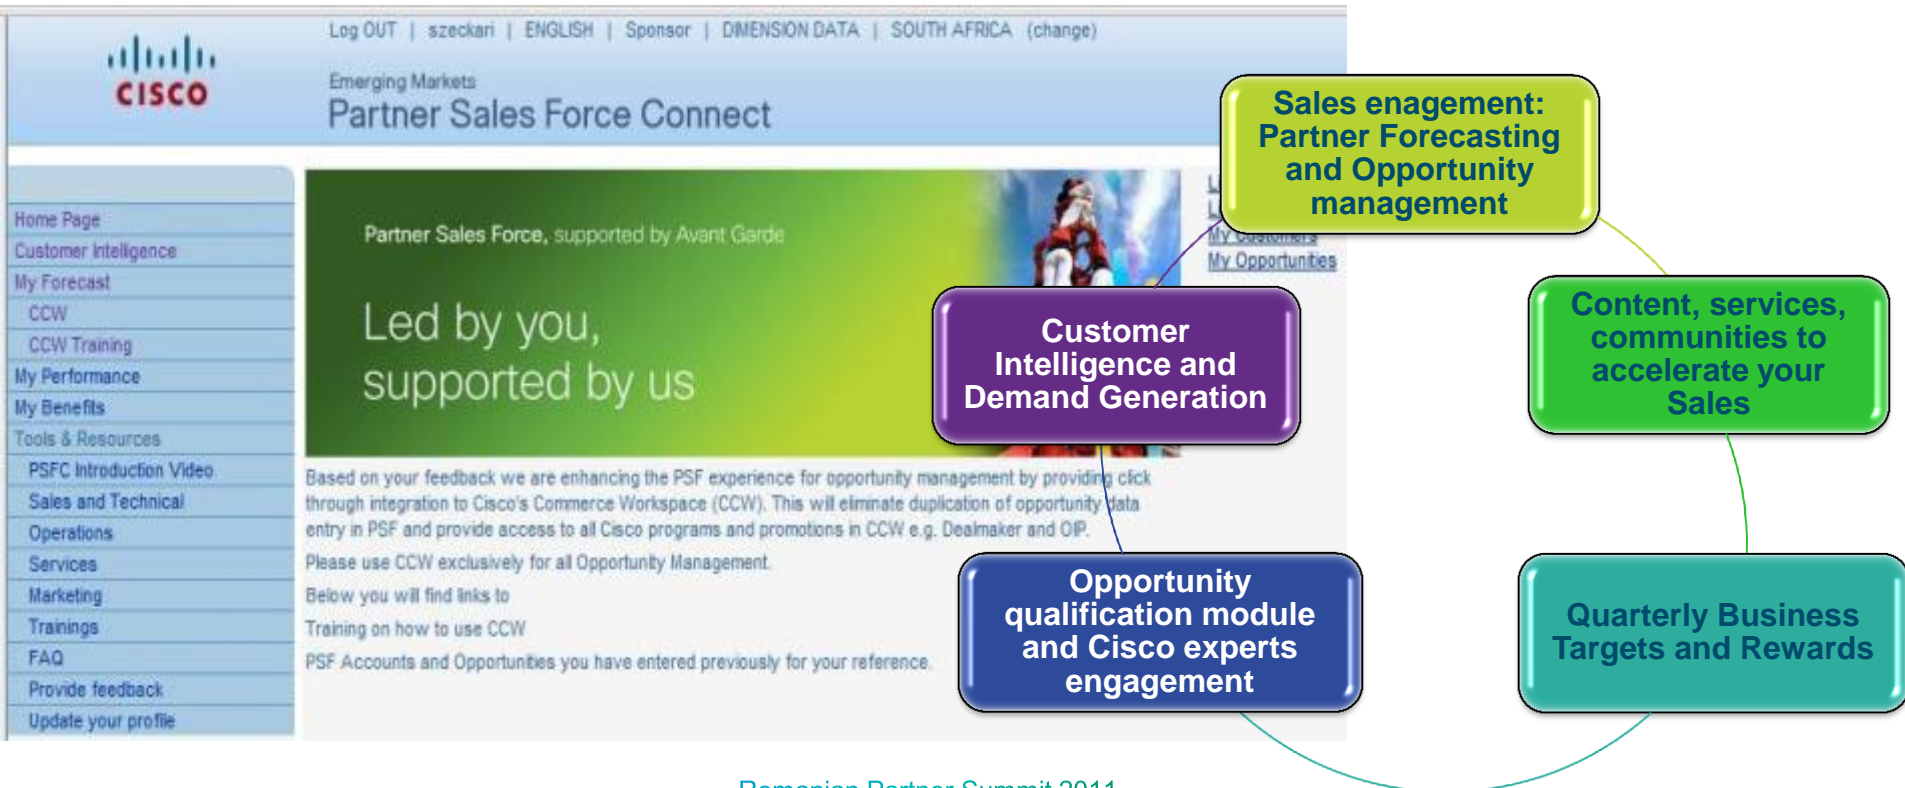 Log OUT | szeckari | ENGLISH | Sponsor | DIMENSION DATA | SOUTH AFRICA (change)
CISCO
Emerging Markets
Partner Sales Force Connect
Home Page
Customer Intelligence
My Forecast
CCW
CCW Training
My Performance
My Benefits
Tools & Resources
PSFC Introduction Video
Sales and Technical
Operations
Services
Marketing
Trainings
FAQ
Provide feedback
Update your profile
Partner Sales Force, supported by Avant Garde
Led by you,
supported by us
My Customers
My Opportunities
Based on your feedback we are enhancing the PSF experience for opportunity management by providing click
through integration to Cisco's Commerce Workspace (CCW). This will eliminate duplication of opportunity data
entry in PSF and provide access to all Cisco programs and promotions in CCW e.g. Dealmaker and OIP.
Please use CCW exclusively for all Opportunity Management.
Below you will find links to
Training on how to use CCW
PSF Accounts and Opportunities you have entered previously for your reference.
Sales enagement:
Partner Forecasting
and Opportunity
management
Content, services,
communities to
accelerate your
Sales
Customer
Intelligence and
Demand Generation
Opportunity
qualification module
and Cisco experts
engagement
Quarterly Business
Targets and Rewards
Romanian Partner Summit 2011